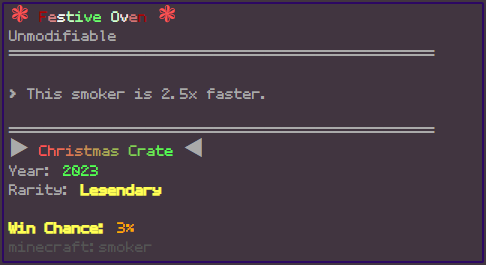 ❃ Festive Oven ❃
Unmodifiable
> This smoker is 2.5x faster.
▶ Christmas Crate ◀
Year: 2023
Rarity: Legendary
Win Chance: 3%
minecraft:smoker